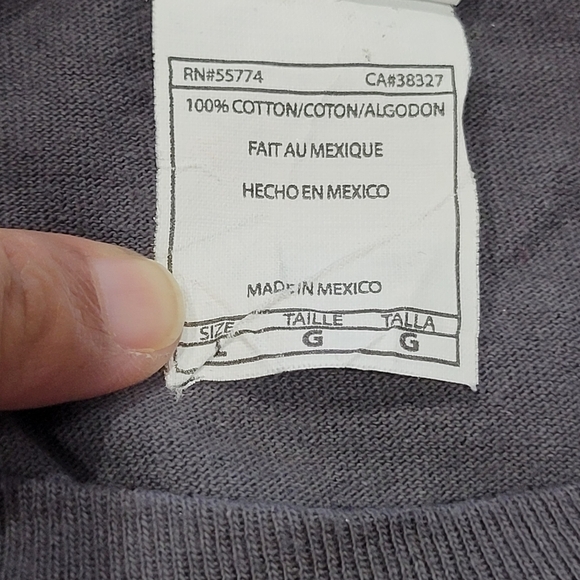 RN#55774 CA#38327
100% COTTON/COTON/ALGODON
FAIT AU MEXIQUE
HECHO EN MEXICO
MADE IN MEXICO
SIZE TAILLE TALLA
L G G